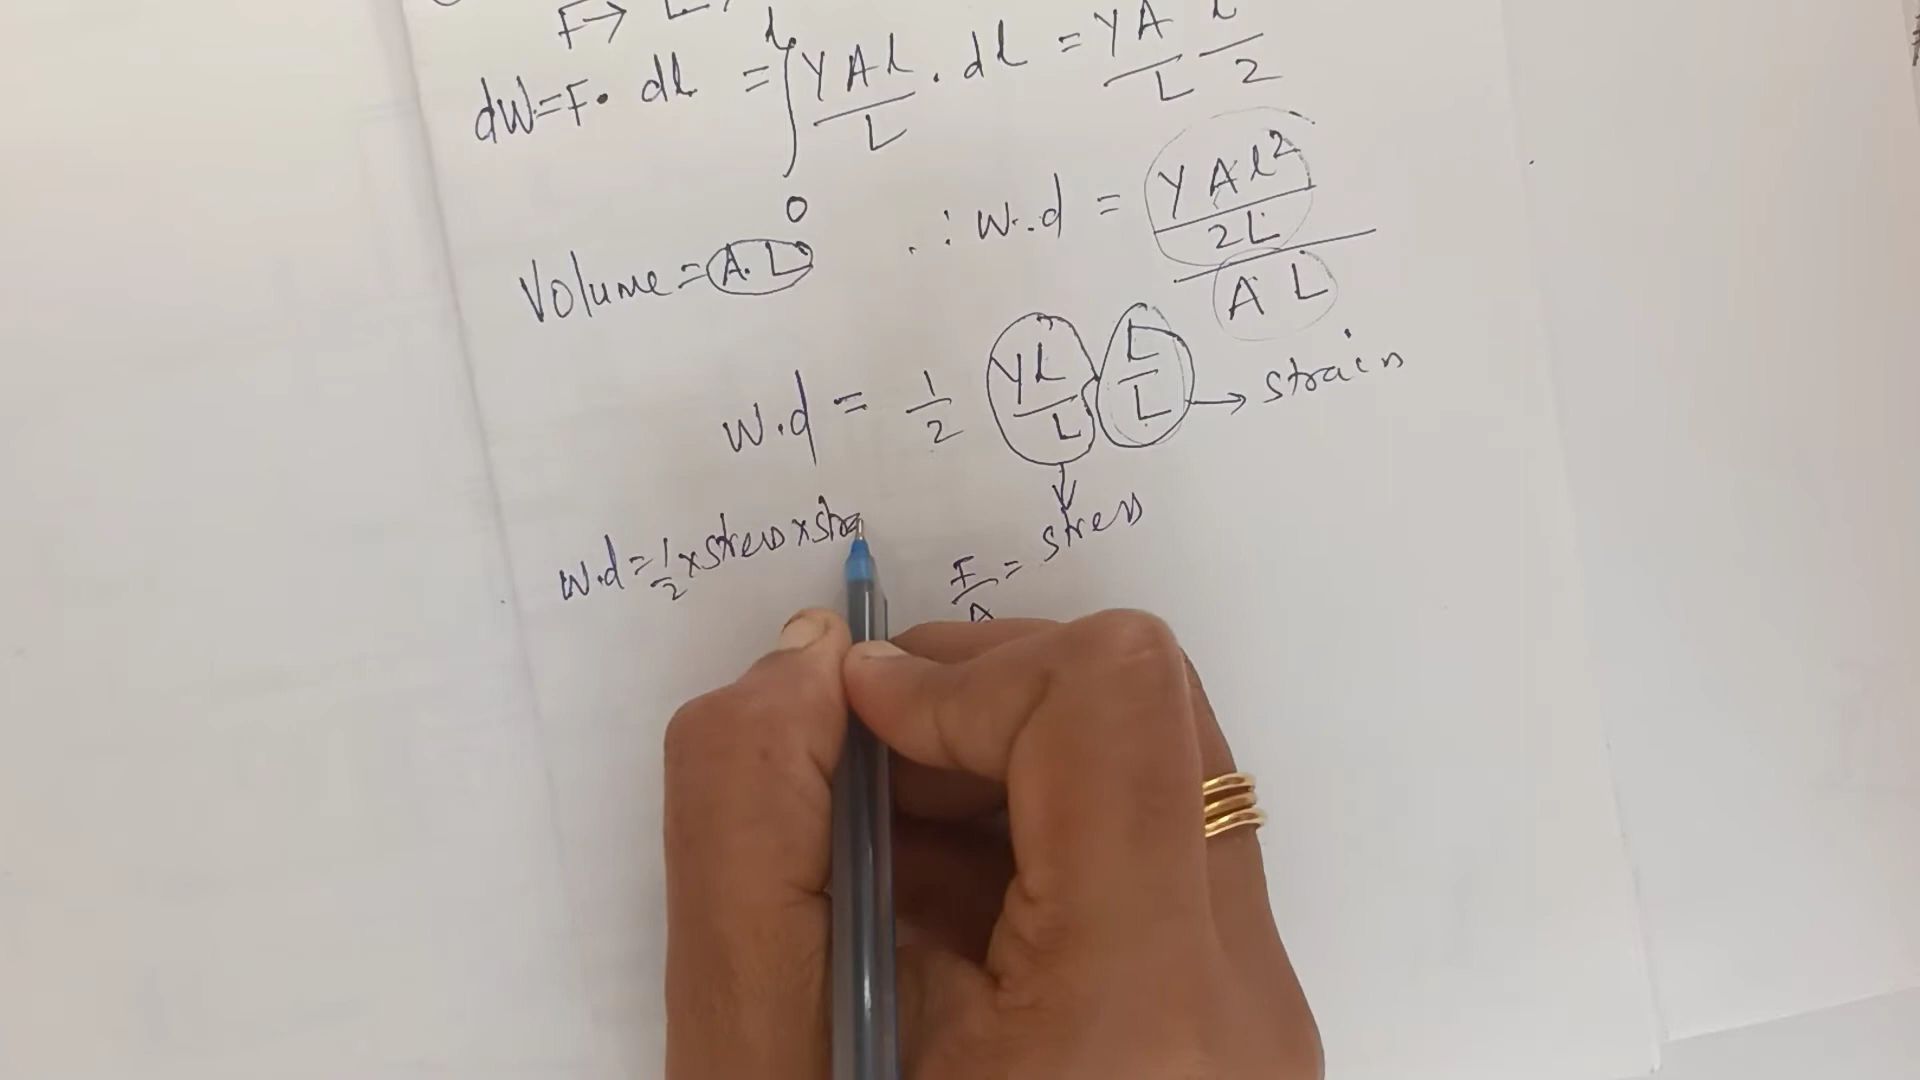 F→ L
dW=F. dl = ∫₀ˡ YAl/L . dl = YA/L l/2
Volume = A.L ∴ W.d = YAl²/2L / AL
W.d = 1/2 Yl/L L/L → strain
↓
stress
W.d = 1/2 × stress × stra F/A =